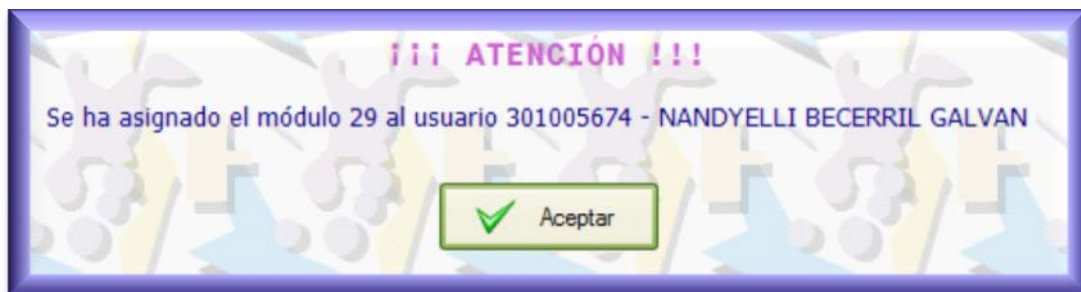 ¡¡¡ ATENCIÓN !!!
Se ha asignado el módulo 29 al usuario 301005674 - NANDYELLI BECERRIL GALVAN
Aceptar